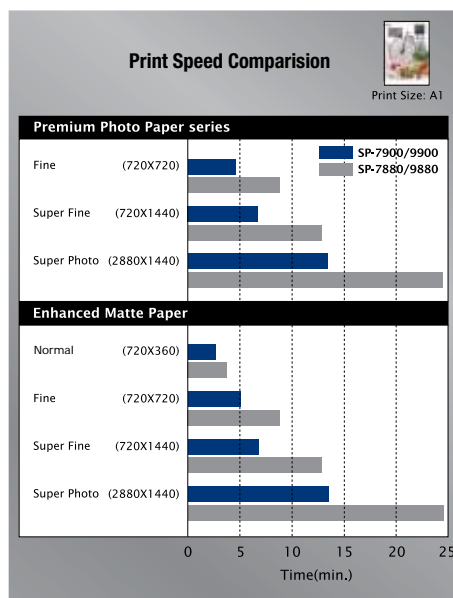 Print Speed Comparision
Print Size: A1
Premium Photo Paper series
SP-7900/9900
SP-7880/9880
Fine (720X720)
Super Fine (720X1440)
Super Photo (2880X1440)
Enhanced Matte Paper
Normal (720X360)
Fine (720X720)
Super Fine (720X1440)
Super Photo (2880X1440)
0 5 10 15 20 25
Time(min.)